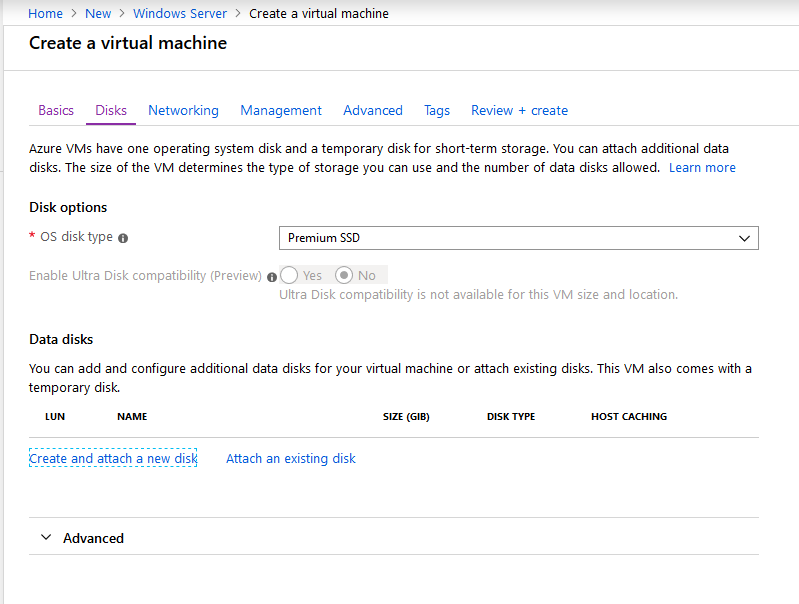 Home > New > Windows Server > Create a virtual machine
Create a virtual machine
Basics Disks Networking Management Advanced Tags Review + create
Azure VMs have one operating system disk and a temporary disk for short-term storage. You can attach additional data
disks. The size of the VM determines the type of storage you can use and the number of data disks allowed. Learn more
Disk options
* OS disk type Premium SSD
Enable Ultra Disk compatibility (Preview) Yes No
Ultra Disk compatibility is not available for this VM size and location.
Data disks
You can add and configure additional data disks for your virtual machine or attach existing disks. This VM also comes with a
temporary disk.
LUN NAME SIZE (GIB) DISK TYPE HOST CACHING
Create and attach a new disk Attach an existing disk
Advanced